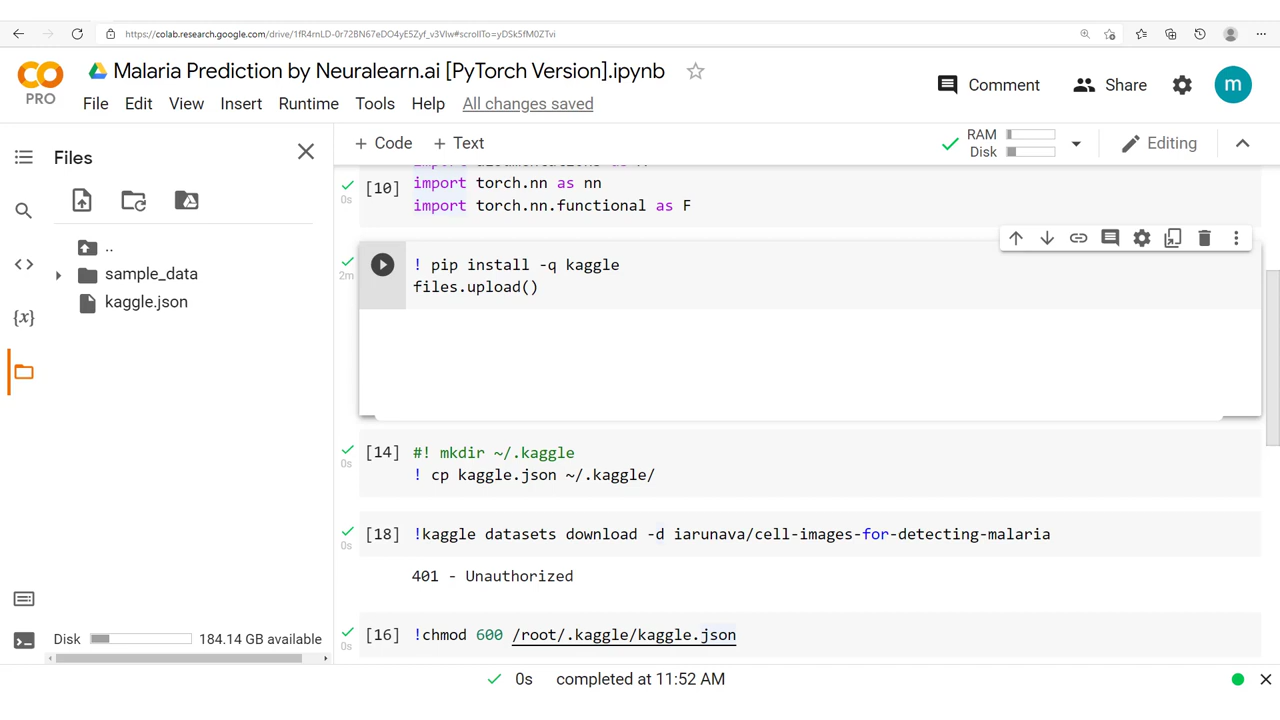 https://colab.research.google.com/drive/1fR4rnLD-0r72BN67eDO4yE5Zyf_v3VIw#scrollTo=yDSk5fM0ZTvi
Malaria Prediction by Neuralearn.ai [PyTorch Version].ipynb
PRO
File Edit View Insert Runtime Tools Help All changes saved
Comment Share m
Files
+ Code + Text
RAM
Disk
Editing
[10]
0s
import torch.nn as nn
import torch.nn.functional as F
..
sample_data
kaggle.json
2m
! pip install -q kaggle
files.upload()
[14] #! mkdir ~/.kaggle
0s
! cp kaggle.json ~/.kaggle/
[18] !kaggle datasets download -d iarunava/cell-images-for-detecting-malaria
0s
401 - Unauthorized
[16] !chmod 600 /root/.kaggle/kaggle.json
0s
{x}
Disk 184.14 GB available
0s completed at 11:52 AM